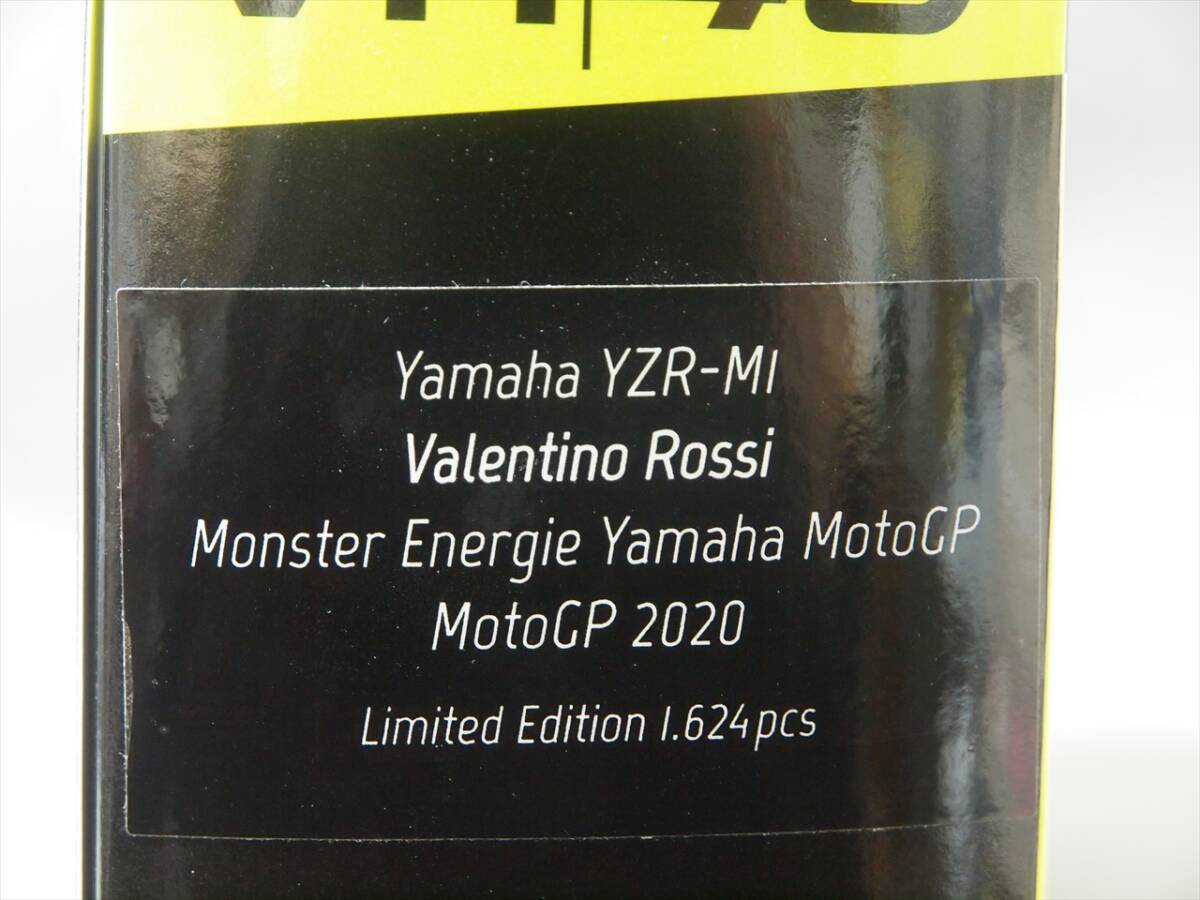 Yamaha YZR-M1
Valentino Rossi
Monster Energie Yamaha MotoGP
MotoGP 2020
Limited Edition 1.624pcs